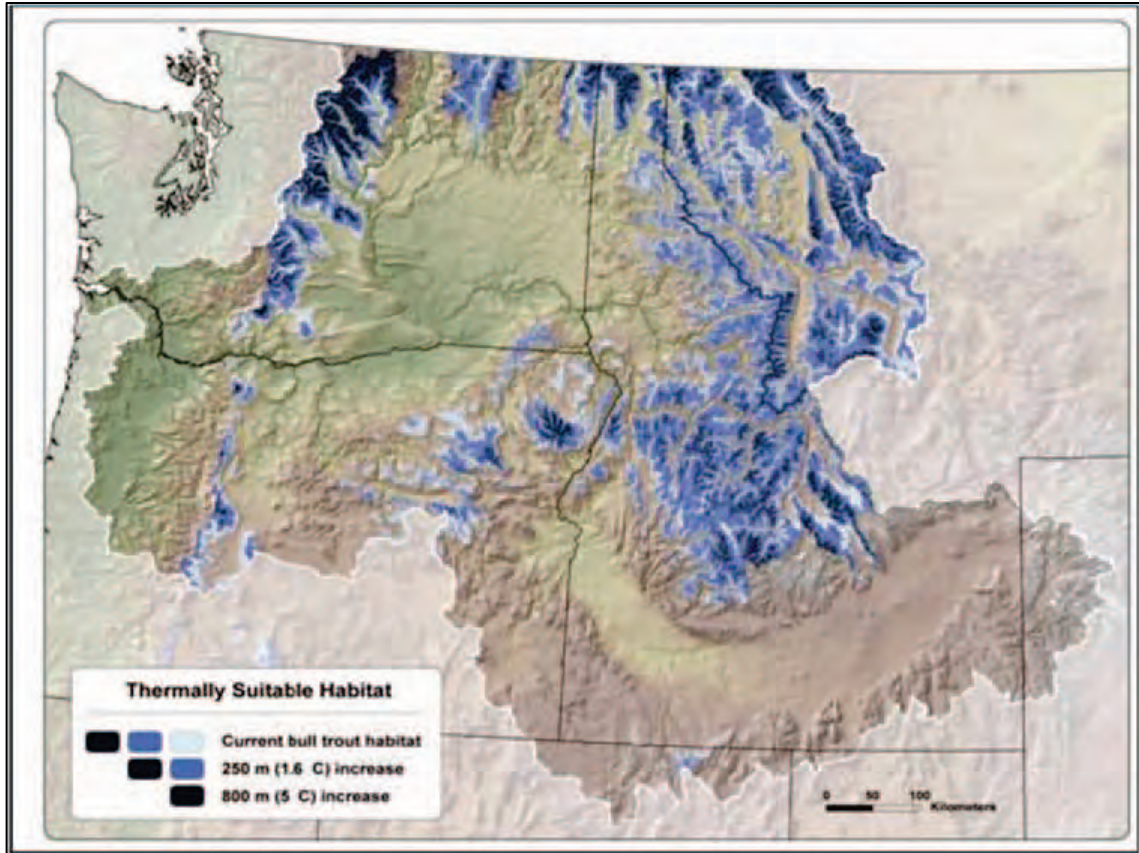 Thermally Suitable Habitat
Current bull trout habitat
250 m (1.6 C) increase
800 m (5 C) increase
0 50 100
Kilometers